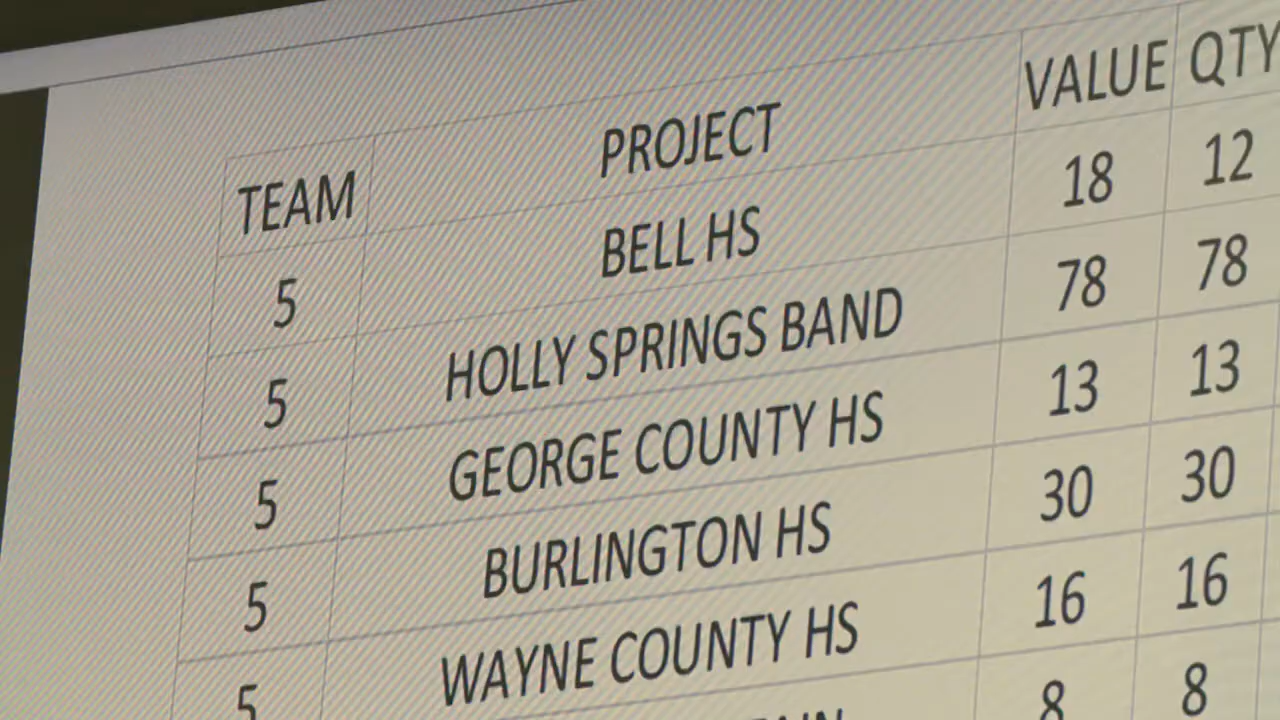 TEAM PROJECT VALUE QTY
5 BELL HS 18 12
5 HOLLY SPRINGS BAND 78 78
5 GEORGE COUNTY HS 13 13
5 BURLINGTON HS 30 30
5 WAYNE COUNTY HS 16 16
8 8